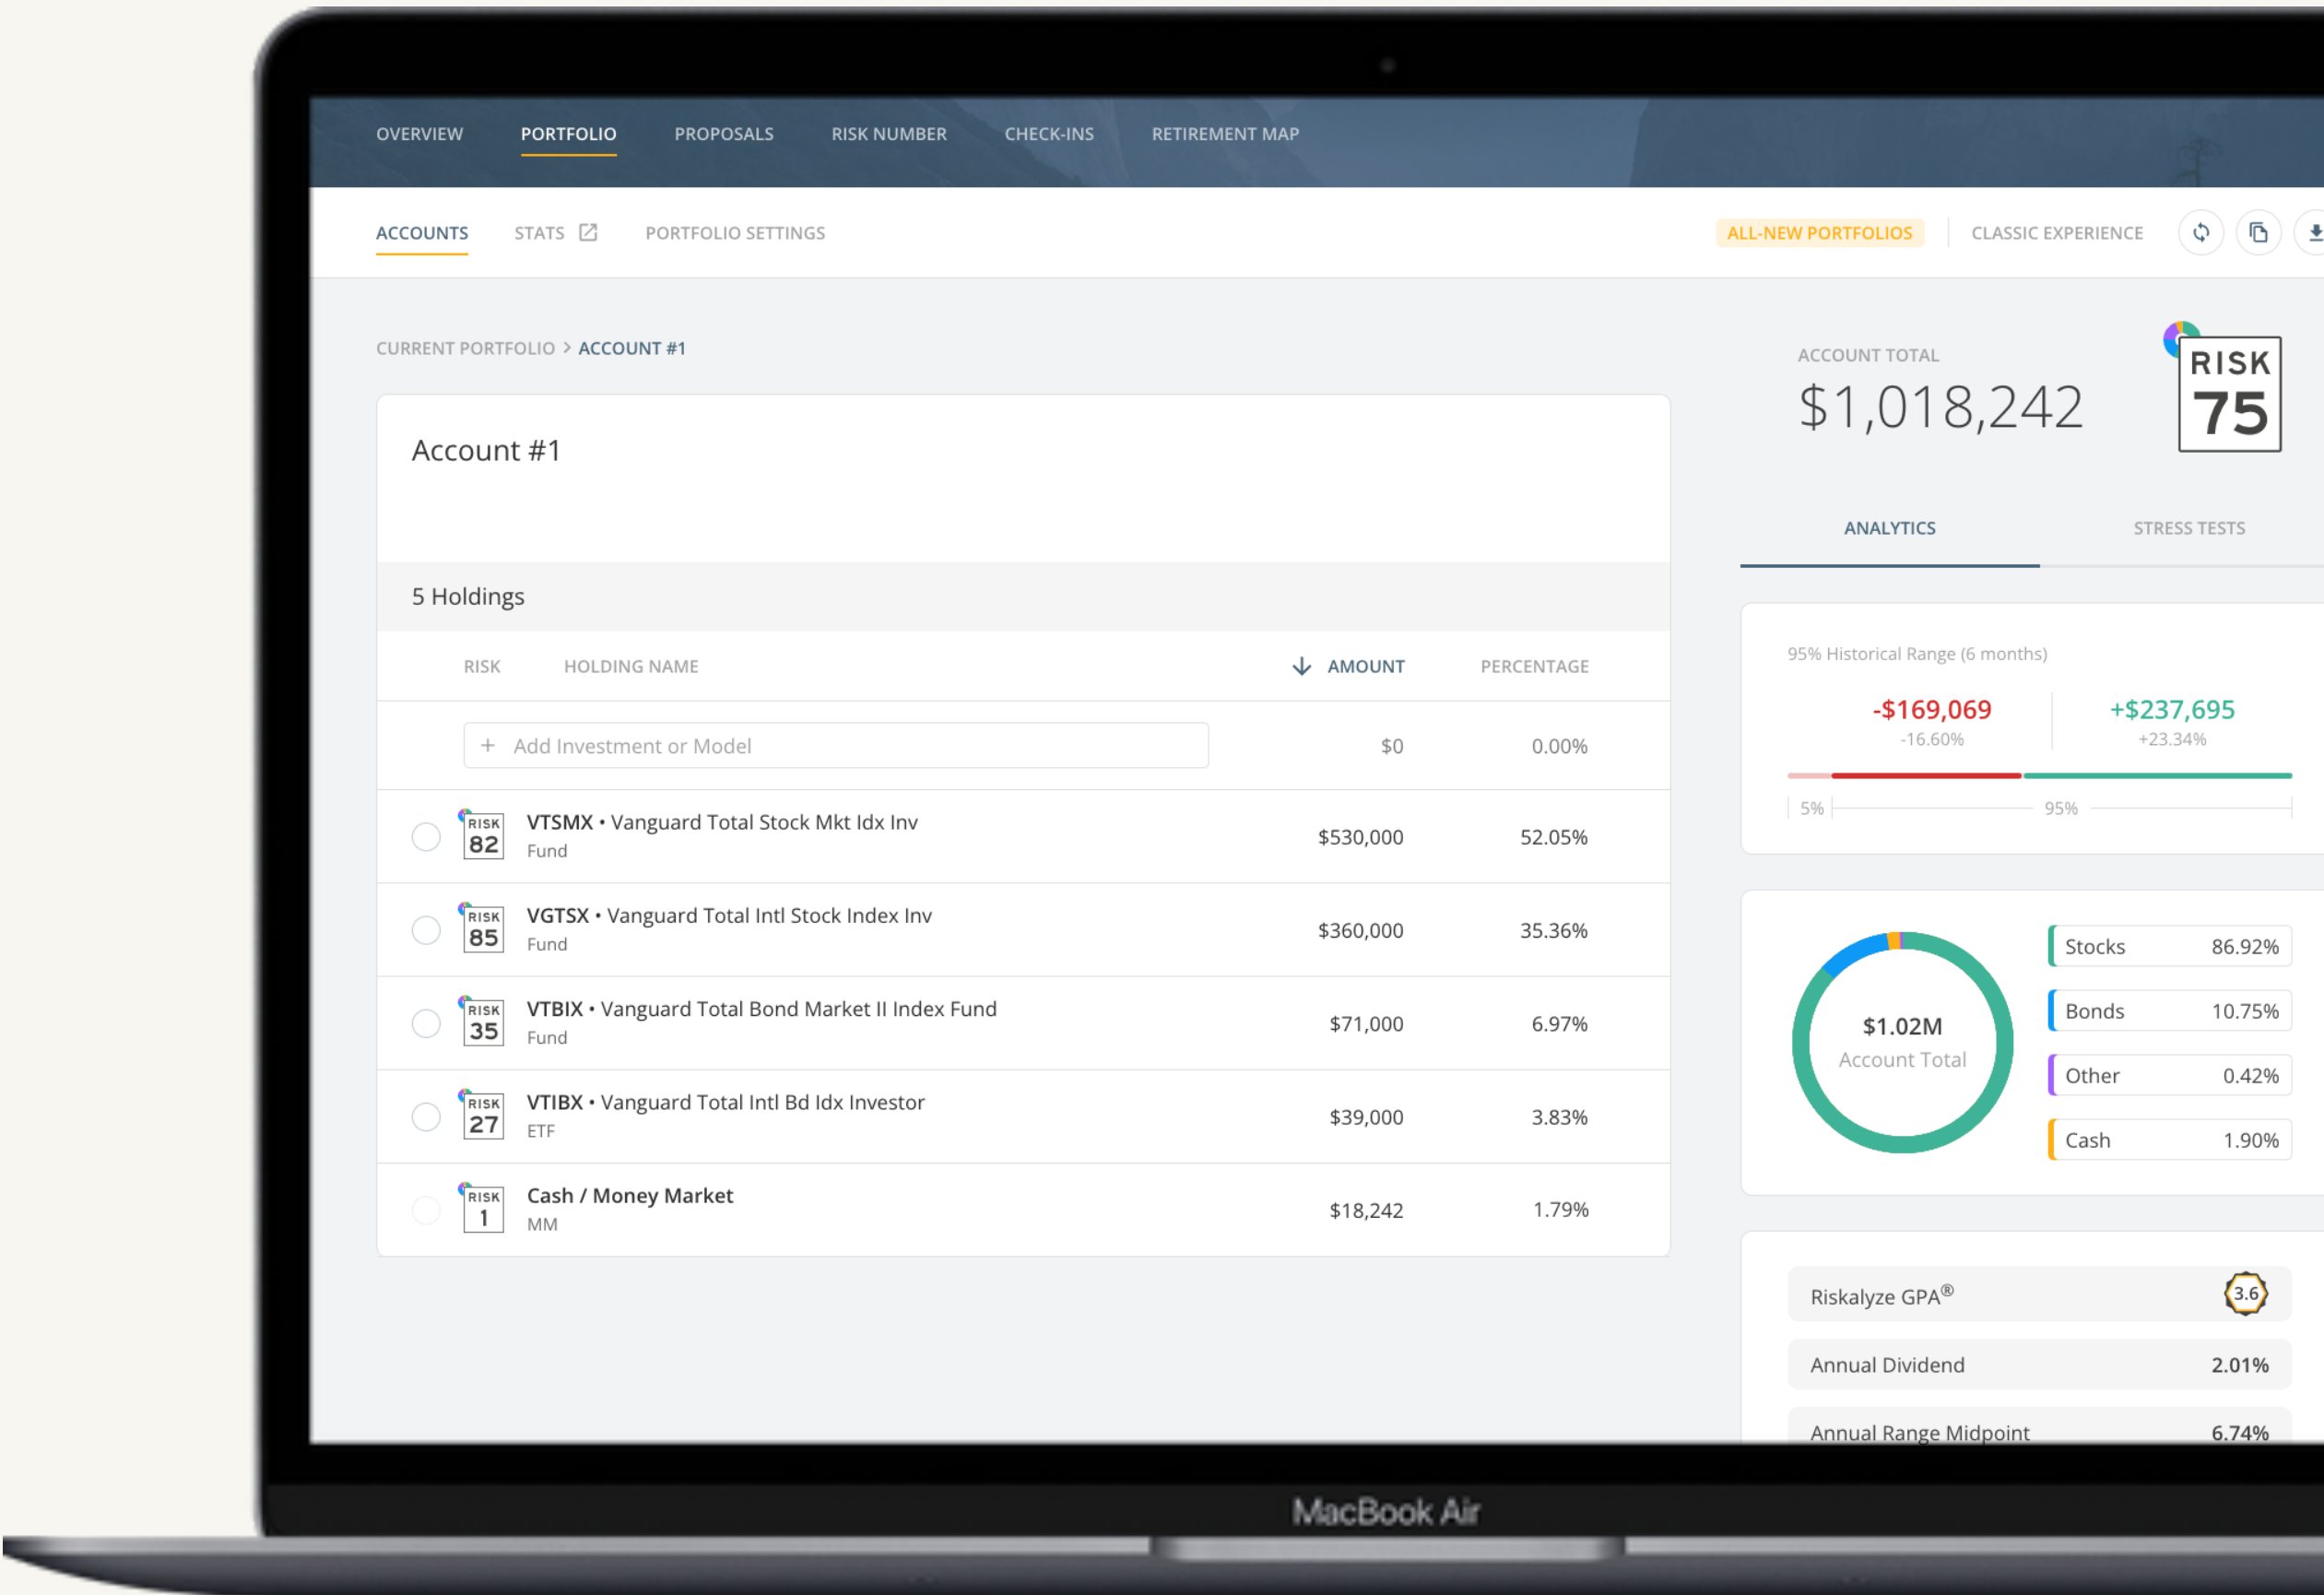 OVERVIEW PORTFOLIO PROPOSALS RISK NUMBER CHECK-INS RETIREMENT MAP
ACCOUNTS STATS PORTFOLIO SETTINGS ALL-NEW PORTFOLIOS CLASSIC EXPERIENCE
CURRENT PORTFOLIO > ACCOUNT #1
Account #1
5 Holdings
RISK HOLDING NAME AMOUNT PERCENTAGE
+ Add Investment or Model $0 0.00%
RISK 82
VTSMX • Vanguard Total Stock Mkt Idx Inv
Fund
$530,000 52.05%
RISK 85
VGTSX • Vanguard Total Intl Stock Index Inv
Fund
$360,000 35.36%
RISK 35
VTBIX • Vanguard Total Bond Market II Index Fund
Fund
$71,000 6.97%
RISK 27
VTIBX • Vanguard Total Intl Bd Idx Investor
ETF
$39,000 3.83%
RISK 1
Cash / Money Market
MM
$18,242 1.79%
ACCOUNT TOTAL
$1,018,242
RISK
75
ANALYTICS STRESS TESTS
95% Historical Range (6 months)
-$169,069 +$237,695
-16.60% +23.34%
5% 95%
$1.02M
Account Total
Stocks 86.92%
Bonds 10.75%
Other 0.42%
Cash 1.90%
Riskalyze GPA® 3.6
Annual Dividend 2.01%
Annual Range Midpoint 6.74%
MacBook Air